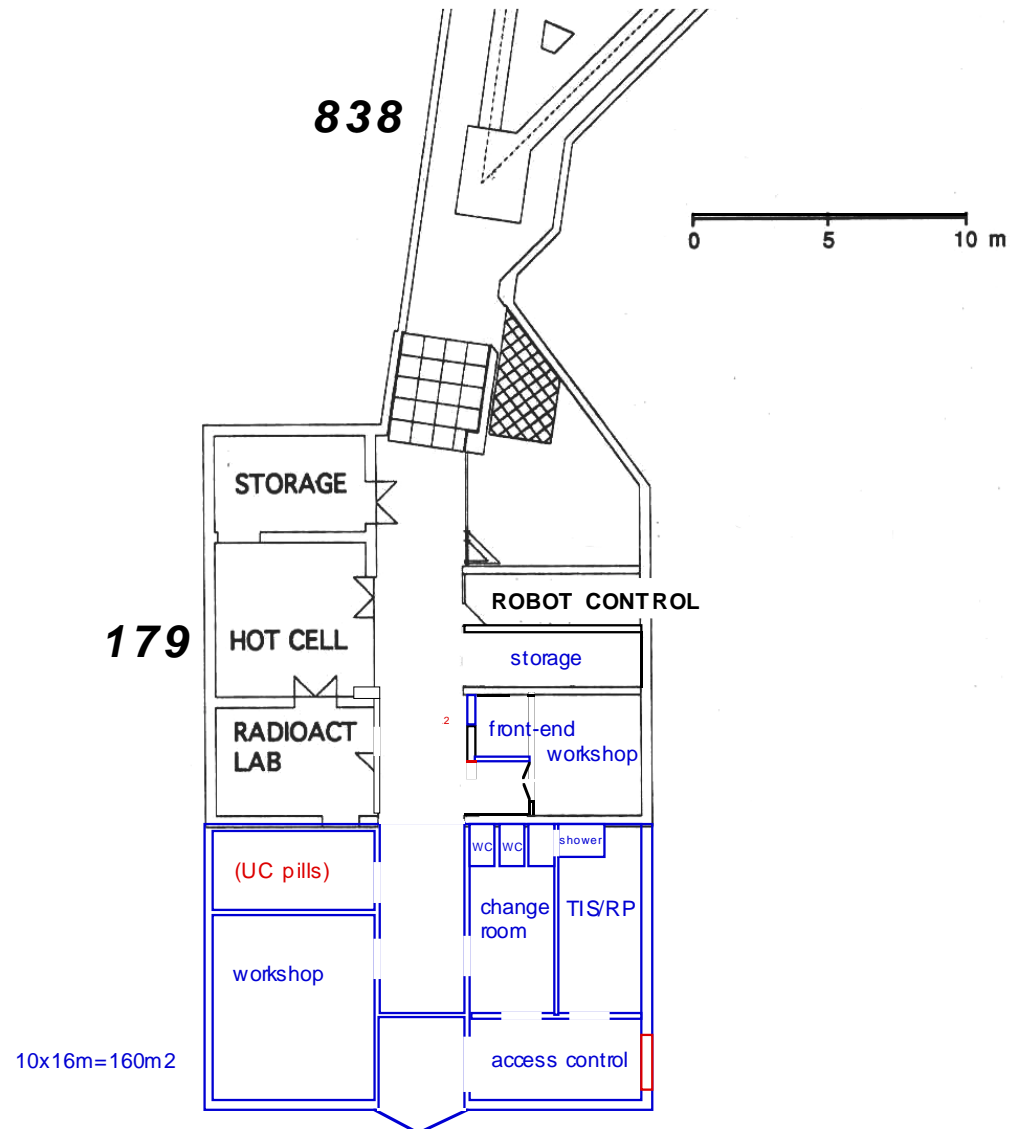 838
0 5 10 m
STORAGE
ROBOT CONTROL
179
HOT CELL
storage
.2
RADIOACT
LAB
front-end
workshop
WC WC
shower
(UC pills)
change
room
TIS/RP
workshop
10x16m=160m2
access control